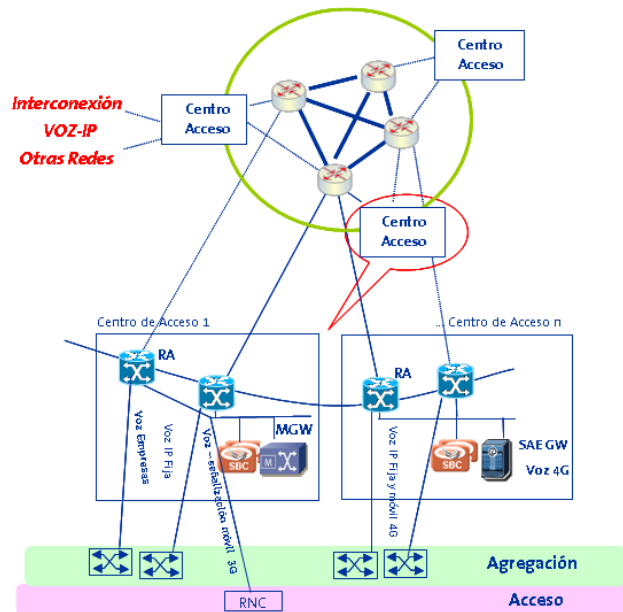 Centro
Acceso
Interconexión
VOZ-IP
Otras Redes
Centro
Acceso
Centro
Acceso
Centro de Acceso 1
... Centro de Acceso n
RA
RA
Voz Empresas
Voz IP Fija
Voz – señalización móvil 3G
SBC
MGW
M
Voz IP Fija y móvil 4G
SBC
SAE GW
Voz 4G
Agregación
RNC
Acceso